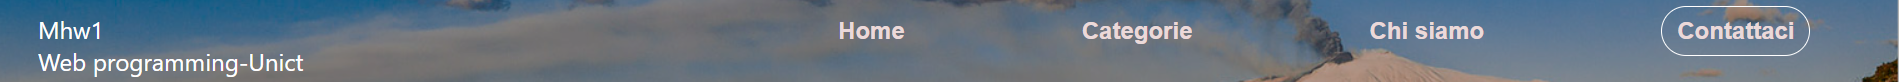 Mhw1
Web programming-Unict
Home
Categorie
Chi siamo
Contattaci